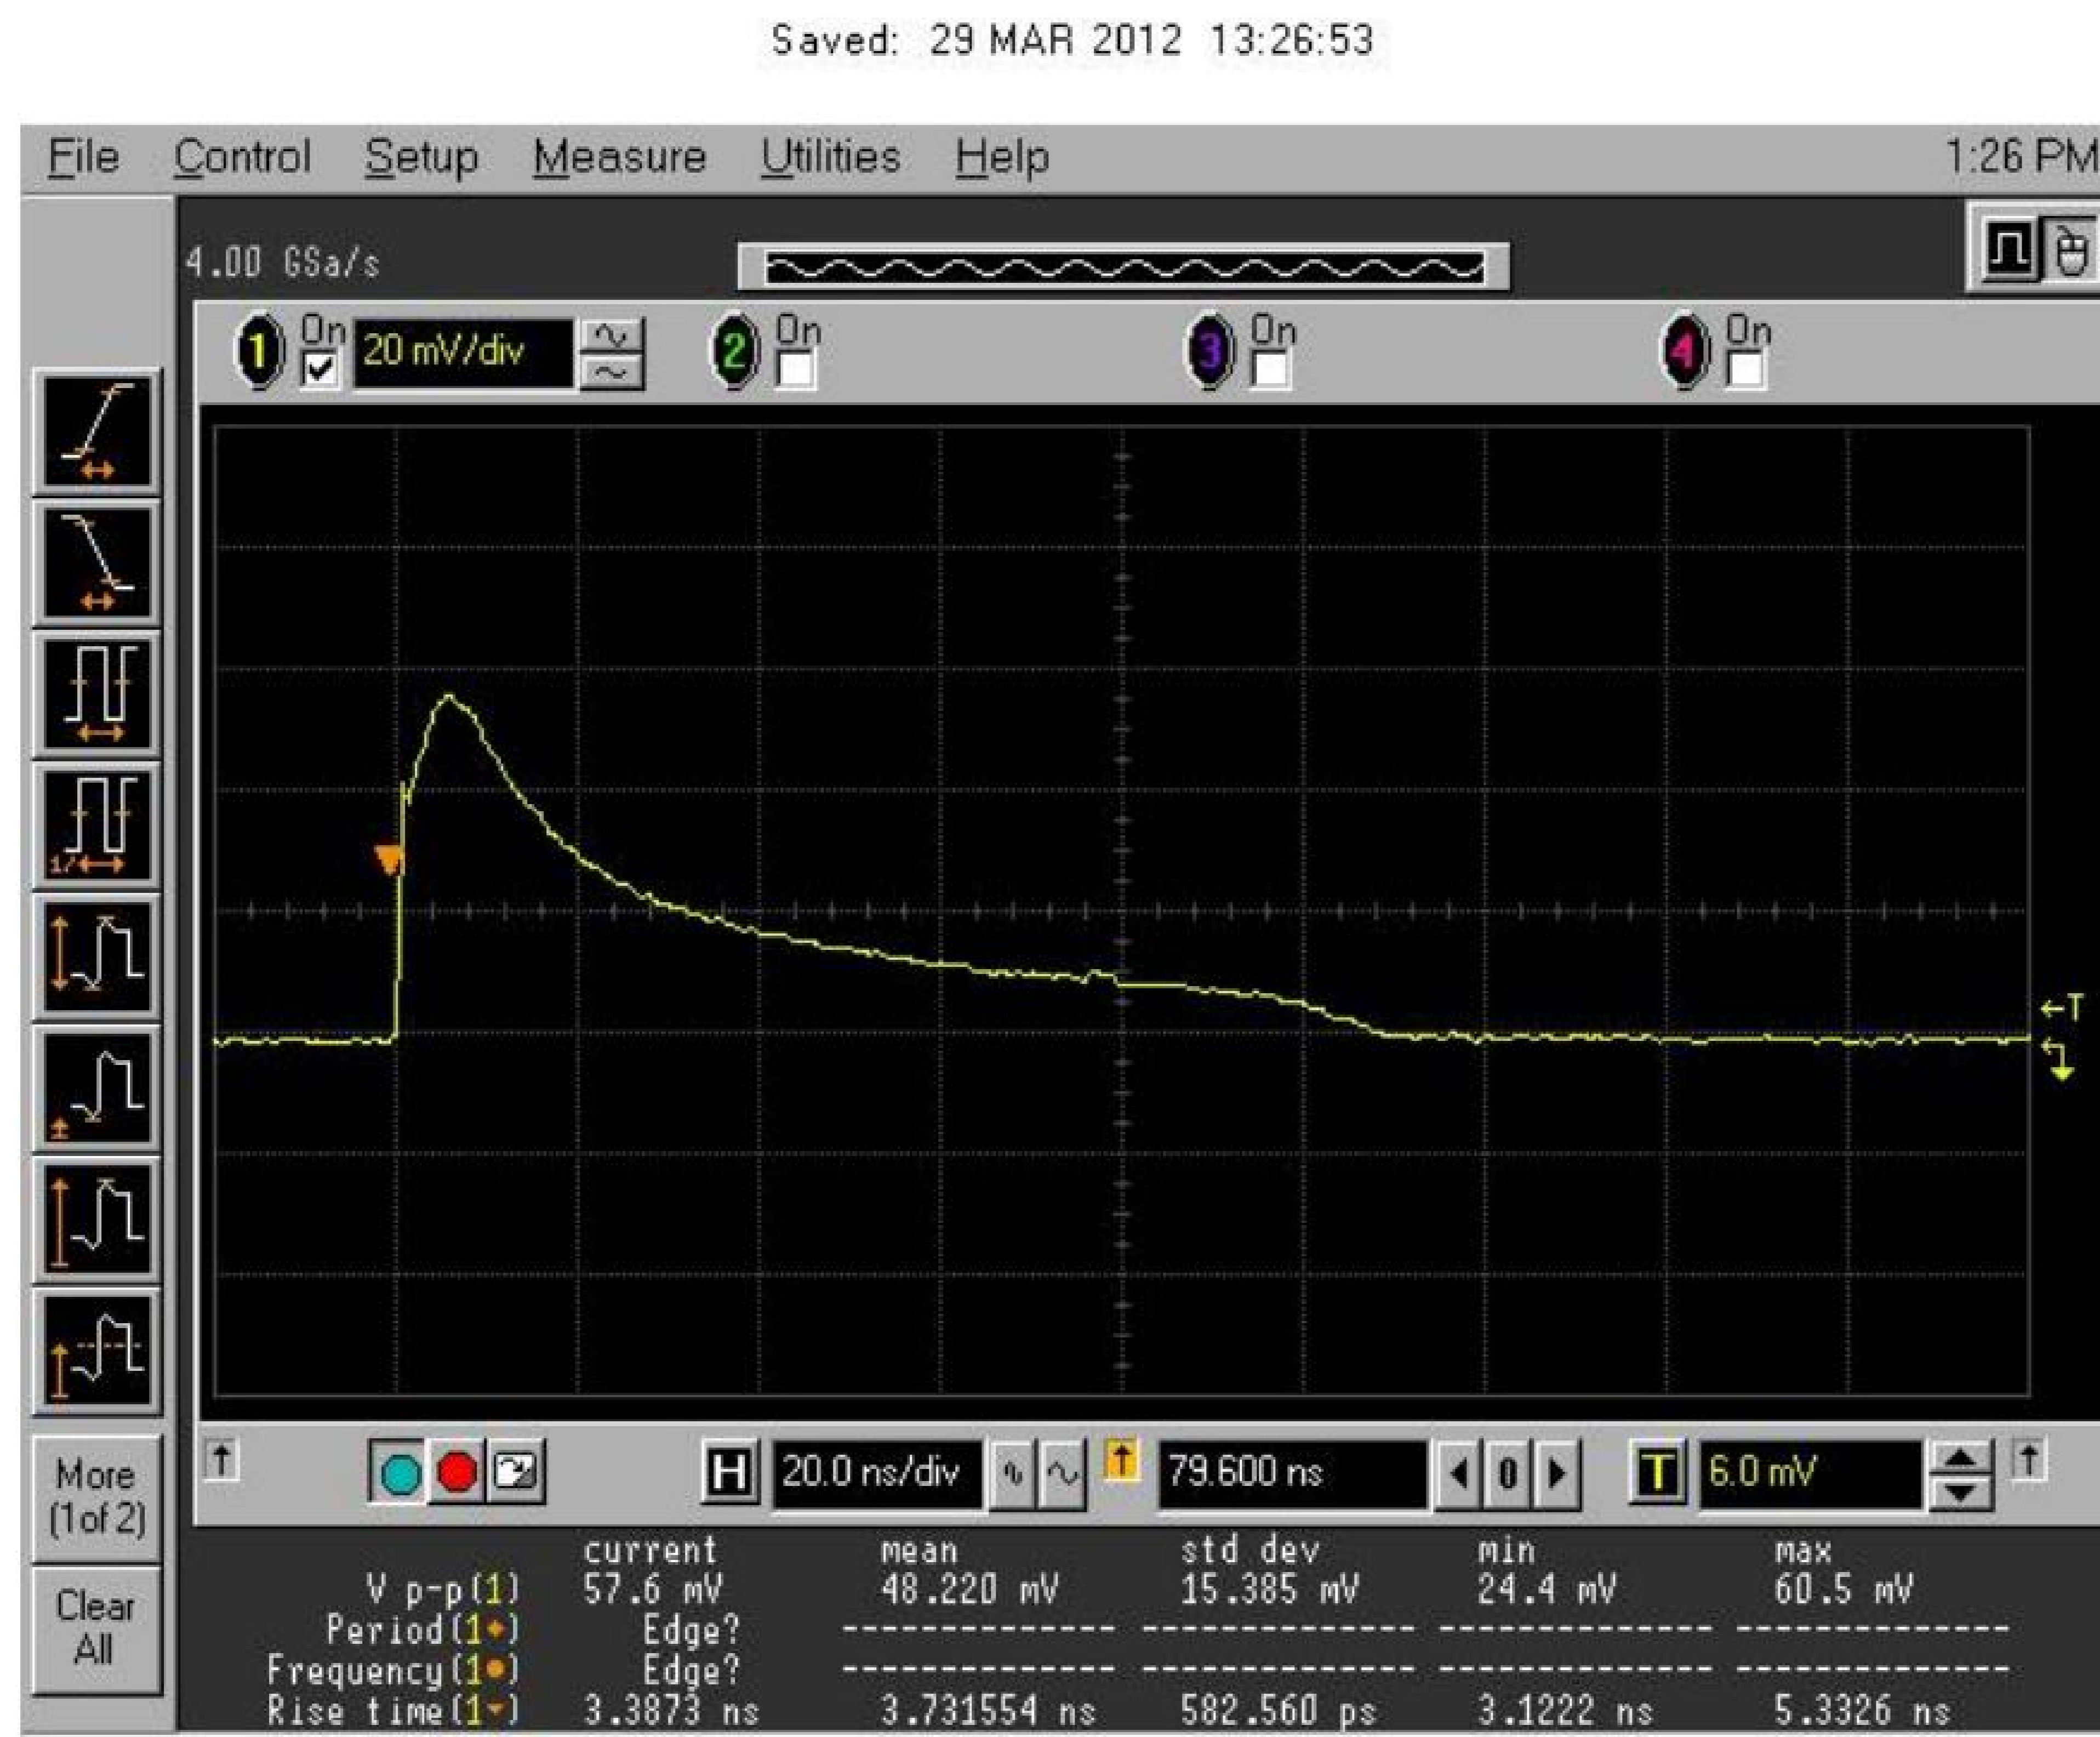 Saved: 29 MAR 2012 13:26:53
File Control Setup Measure Utilities Help 1:26 PM
4.00 GSa/s
1 On 20 mV/div 2 On 3 On 4 On
1/
←T
More
(1 of 2)
Clear
All
H 20.0 ns/div 79.600 ns 0 T 6.0 mV
current mean std dev min max
V p-p(1) 57.6 mV 48.220 mV 15.385 mV 24.4 mV 60.5 mV
Period(1◆) Edge? -------------- -------------- -------------- --------------
Frequency(1●) Edge? -------------- -------------- -------------- --------------
Rise time(1▾) 3.3873 ns 3.731554 ns 582.560 ps 3.1222 ns 5.3326 ns